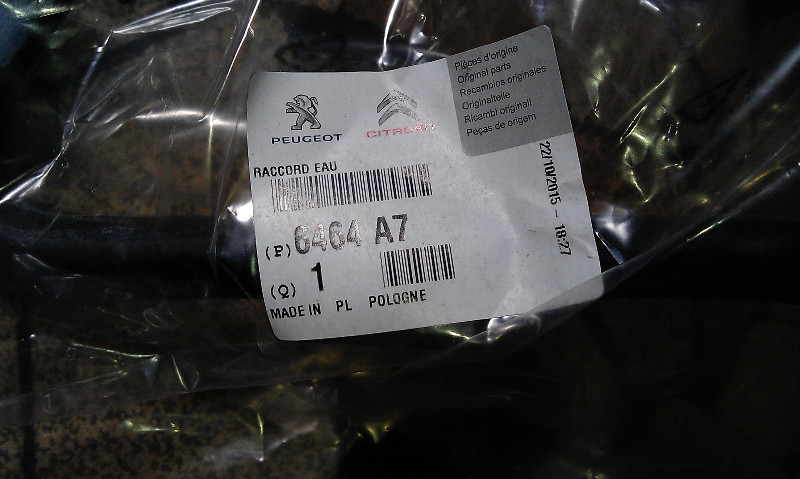 Pièces d'origine
Original parts
Recambios originales
Originalteile
Ricambi originali
Peças de origem
PEUGEOT
CITROËN
RACCORD EAU
(P) 6464 A7
(Q) 1
MADE IN PL POLOGNE
22/10/2015 - 18:27